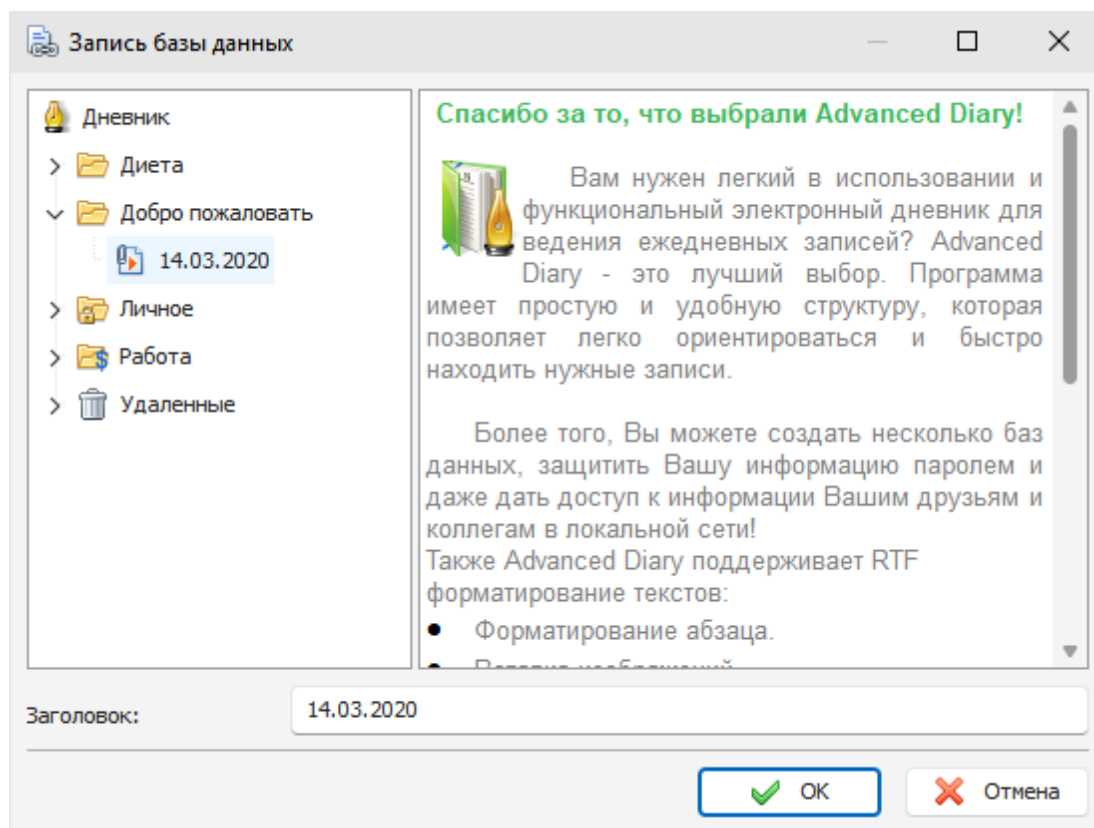 Запись базы данных
Дневник
Диета
Добро пожаловать
14.03.2020
Личное
Работа
Удаленные
Спасибо за то, что выбрали Advanced Diary!
Вам нужен легкий в использовании и
функциональный электронный дневник для
ведения ежедневных записей? Advanced
Diary - это лучший выбор. Программа
имеет простую и удобную структуру, которая
позволяет легко ориентироваться и быстро
находить нужные записи.
Более того, Вы можете создать несколько баз
данных, защитить Вашу информацию паролем и
даже дать доступ к информации Вашим друзьям и
коллегам в локальной сети!
Также Advanced Diary поддерживает RTF
форматирование текстов:
Форматирование абзаца.
Заголовок:
14.03.2020
OK
Отмена